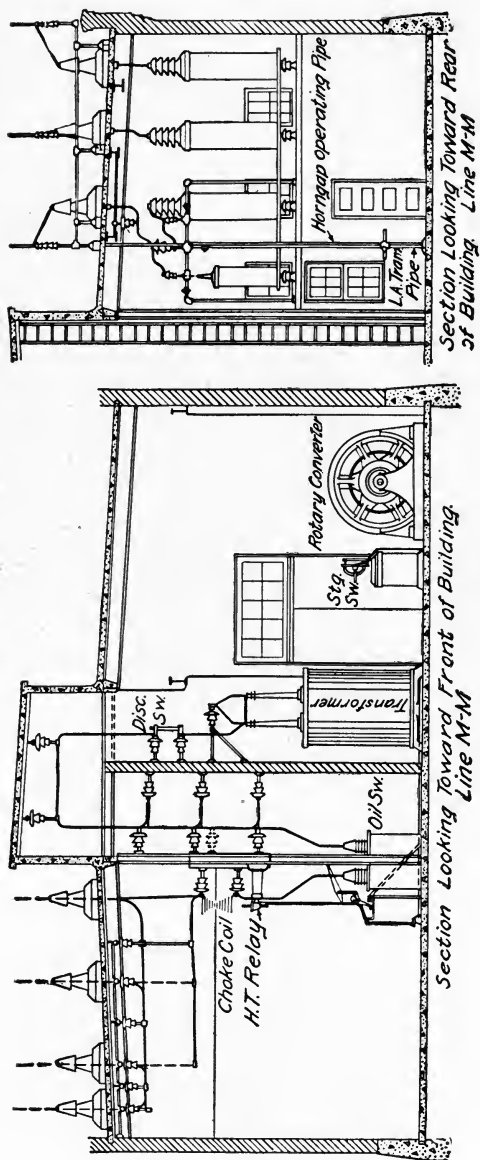 Horngap operating Pipe
L.A. Tram.
Pipe
Section Looking Toward Rear
of Building. Line M-M
Choke Coil
H.T. Relay
Disc.
Sw.
Oil Sw.
Transformer
Stg.
Sw.
Rotary Converter
Section Looking Toward Front of Building.
Line M-M